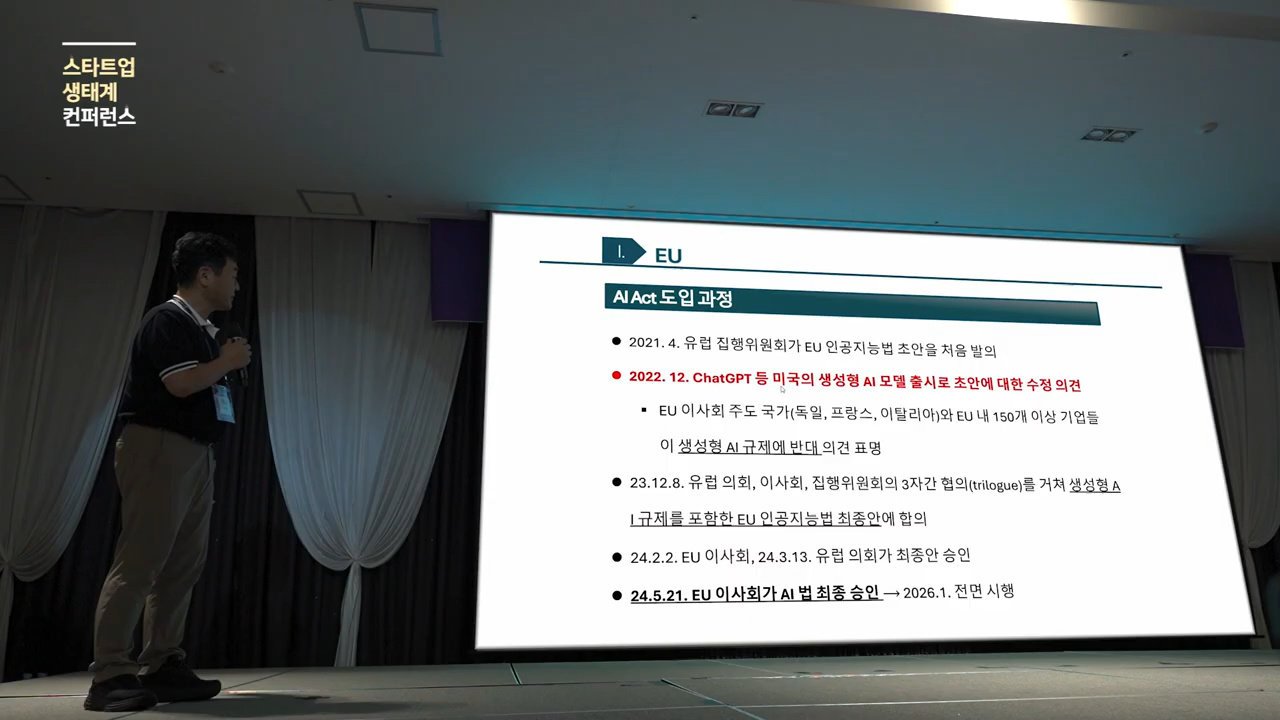 스타트업
생태계
컨퍼런스
I. EU
AI Act 도입 과정
● 2021. 4. 유럽 집행위원회가 EU 인공지능법 초안을 처음 발의
● 2022. 12. ChatGPT 등 미국의 생성형 AI 모델 출시로 초안에 대한 수정 의견
▪ EU 이사회 주도 국가(독일, 프랑스, 이탈리아)와 EU 내 150개 이상 기업들
이 생성형 AI 규제에 반대 의견 표명
● 23.12.8. 유럽 의회, 이사회, 집행위원회의 3자간 협의(trilogue)를 거쳐 생성형 A
I 규제를 포함한 EU 인공지능법 최종안에 합의
● 24.2.2. EU 이사회, 24.3.13. 유럽 의회가 최종안 승인
● 24.5.21. EU 이사회가 AI 법 최종 승인 → 2026.1. 전면 시행